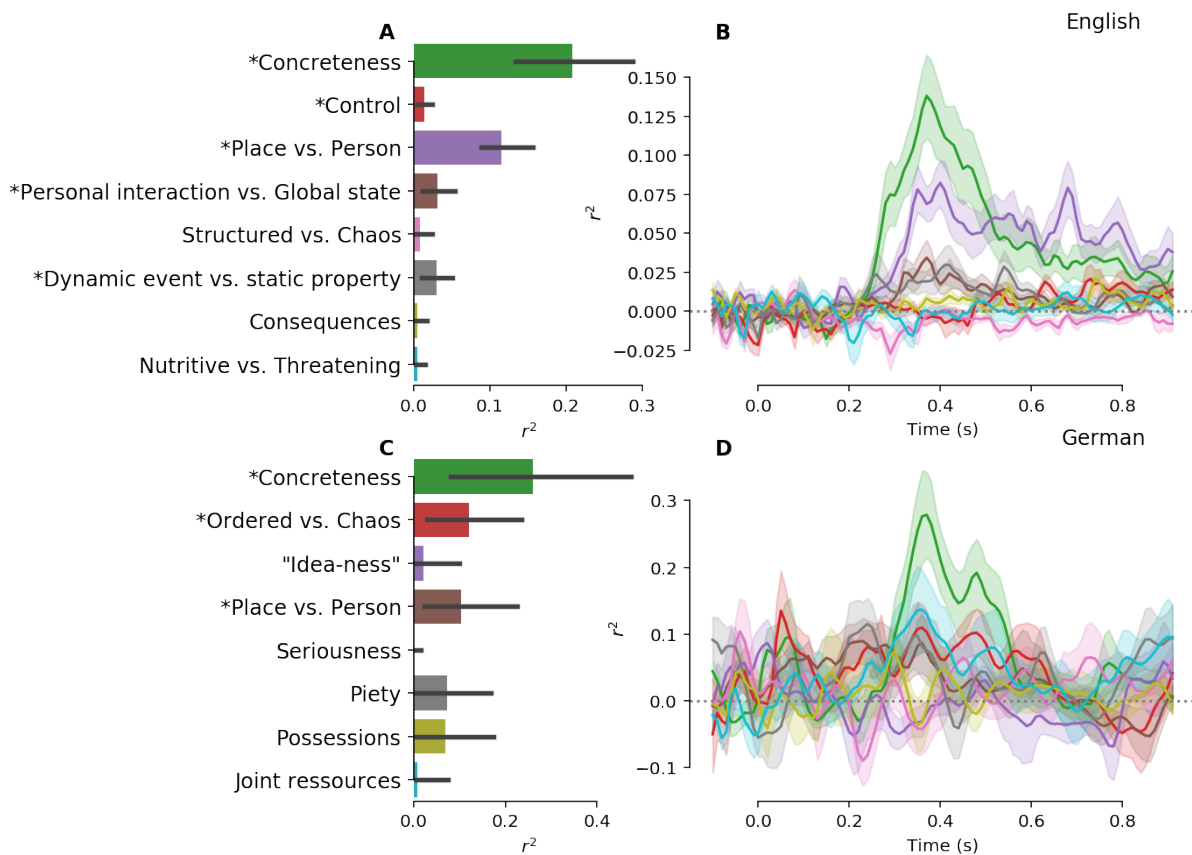 English
A
B
*Concreteness
*Control
*Place vs. Person
*Personal interaction vs. Global state
Structured vs. Chaos
*Dynamic event vs. static property
Consequences
Nutritive vs. Threatening
0.0 0.1 0.2 0.3
r²
0.150
0.125
0.100
0.075
0.050
0.025
0.000
−0.025
r²
0.0 0.2 0.4 0.6 0.8
Time (s)
German
C
D
*Concreteness
*Ordered vs. Chaos
"Idea-ness"
*Place vs. Person
Seriousness
Piety
Possessions
Joint ressources
0.0 0.2 0.4
r²
0.3
0.2
0.1
0.0
−0.1
r²
0.0 0.2 0.4 0.6 0.8
Time (s)